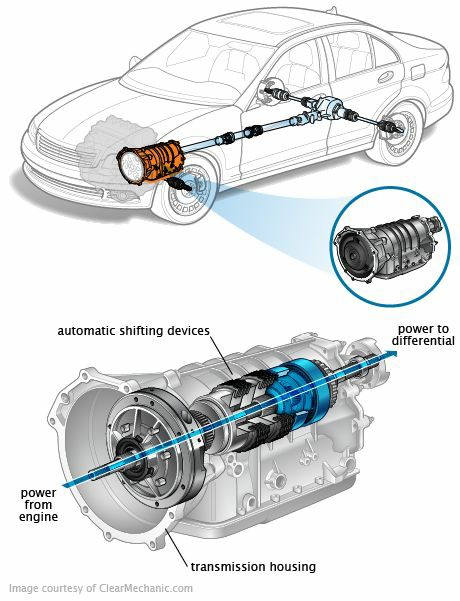 automatic shifting devices
power to
differential
power
from
engine
transmission housing
Image courtesy of ClearMechanic.com